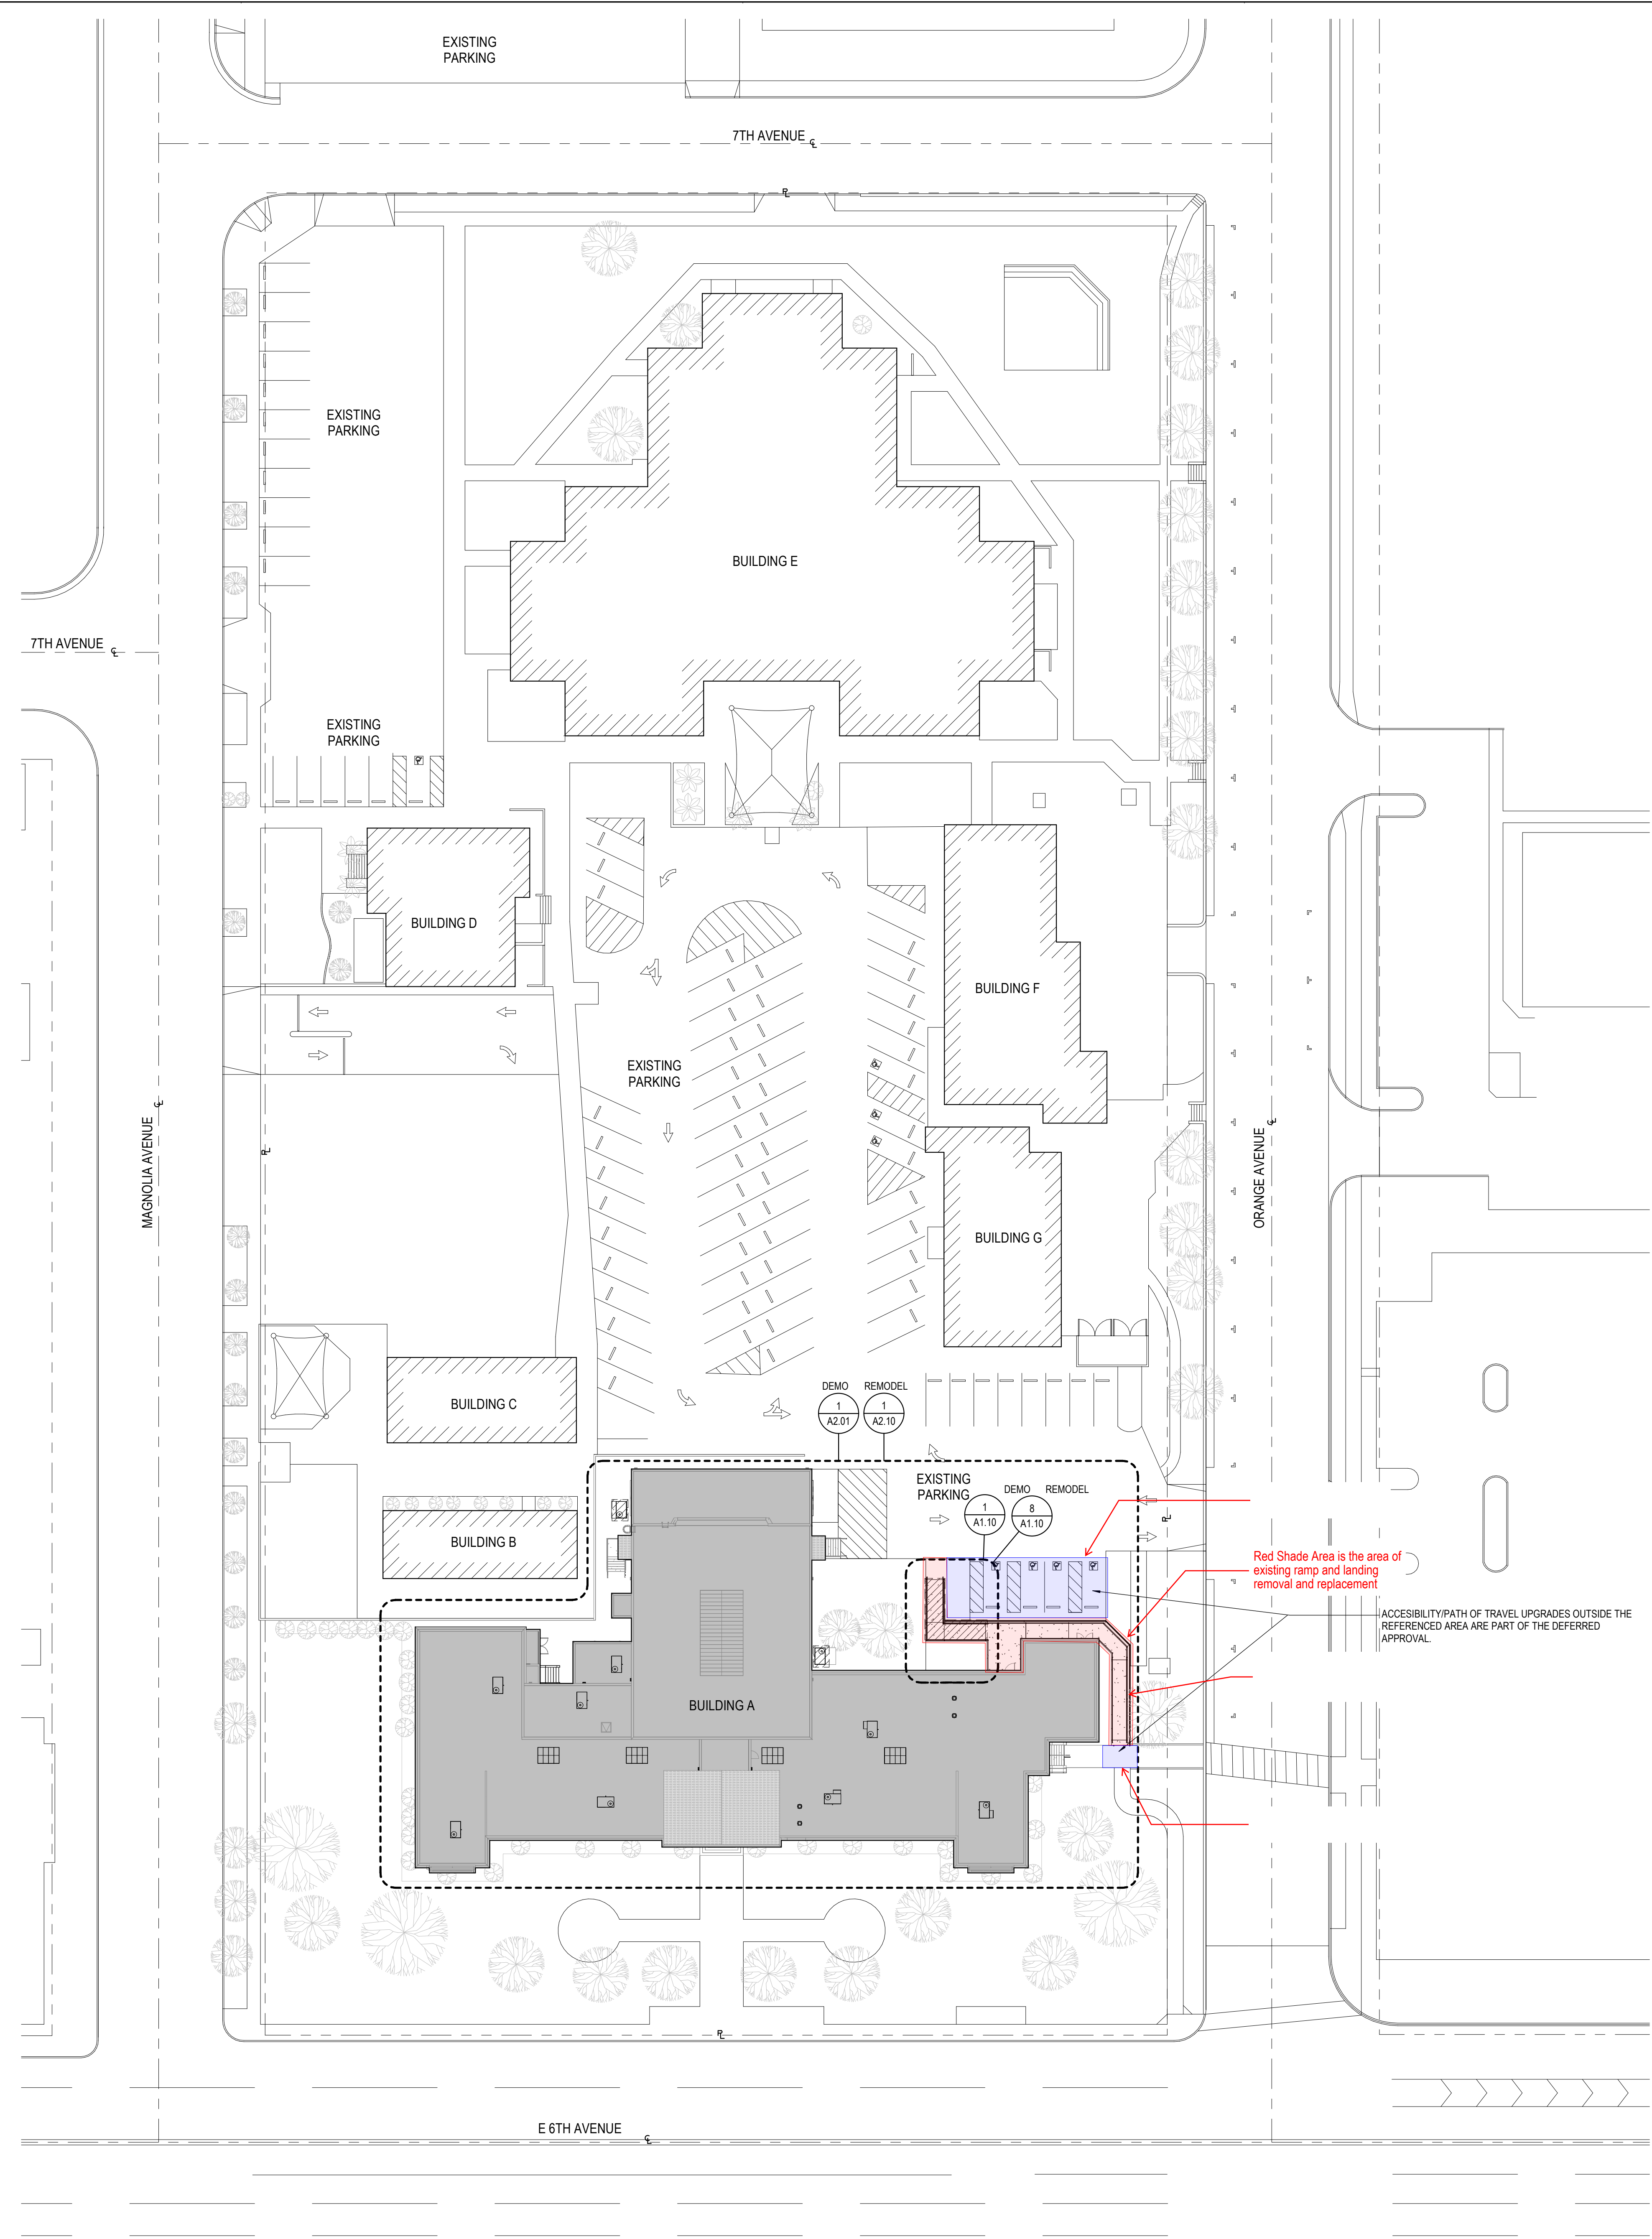 EXISTING
PARKING
7TH AVENUE ℄
P̲L̲
EXISTING
PARKING
BUILDING E
7TH AVENUE ℄
EXISTING
PARKING
BUILDING D
BUILDING F
EXISTING
PARKING
MAGNOLIA AVENUE ℄
PL
ORANGE AVENUE ℄
BUILDING G
DEMO REMODEL
1
A2.01
1
A2.10
BUILDING C
EXISTING
PARKING
DEMO REMODEL
1
A1.10
8
A1.10
PL
BUILDING B
Red Shade Area is the area of
existing ramp and landing
removal and replacement
ACCESIBILITY/PATH OF TRAVEL UPGRADES OUTSIDE THE
REFERENCED AREA ARE PART OF THE DEFERRED
APPROVAL.
BUILDING A
PL
E 6TH AVENUE ℄